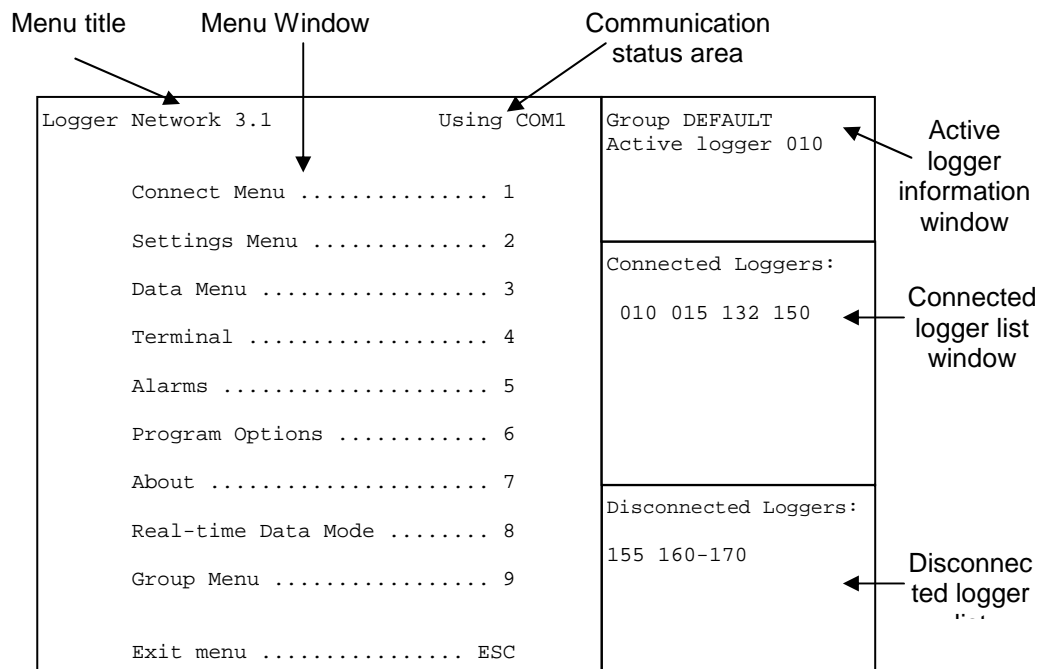 Menu title
Menu Window
Communication
status area
Logger Network 3.1
Using COM1
Connect Menu ............... 1
Settings Menu .............. 2
Data Menu .................. 3
Terminal ................... 4
Alarms ..................... 5
Program Options ............ 6
About ...................... 7
Real-time Data Mode ........ 8
Group Menu ................. 9
Exit menu ................ ESC
Group DEFAULT
Active logger 010
Connected Loggers:
010 015 132 150
Disconnected Loggers:
155 160-170
Active
logger
information
window
Connected
logger list
window
Disconnec
ted logger